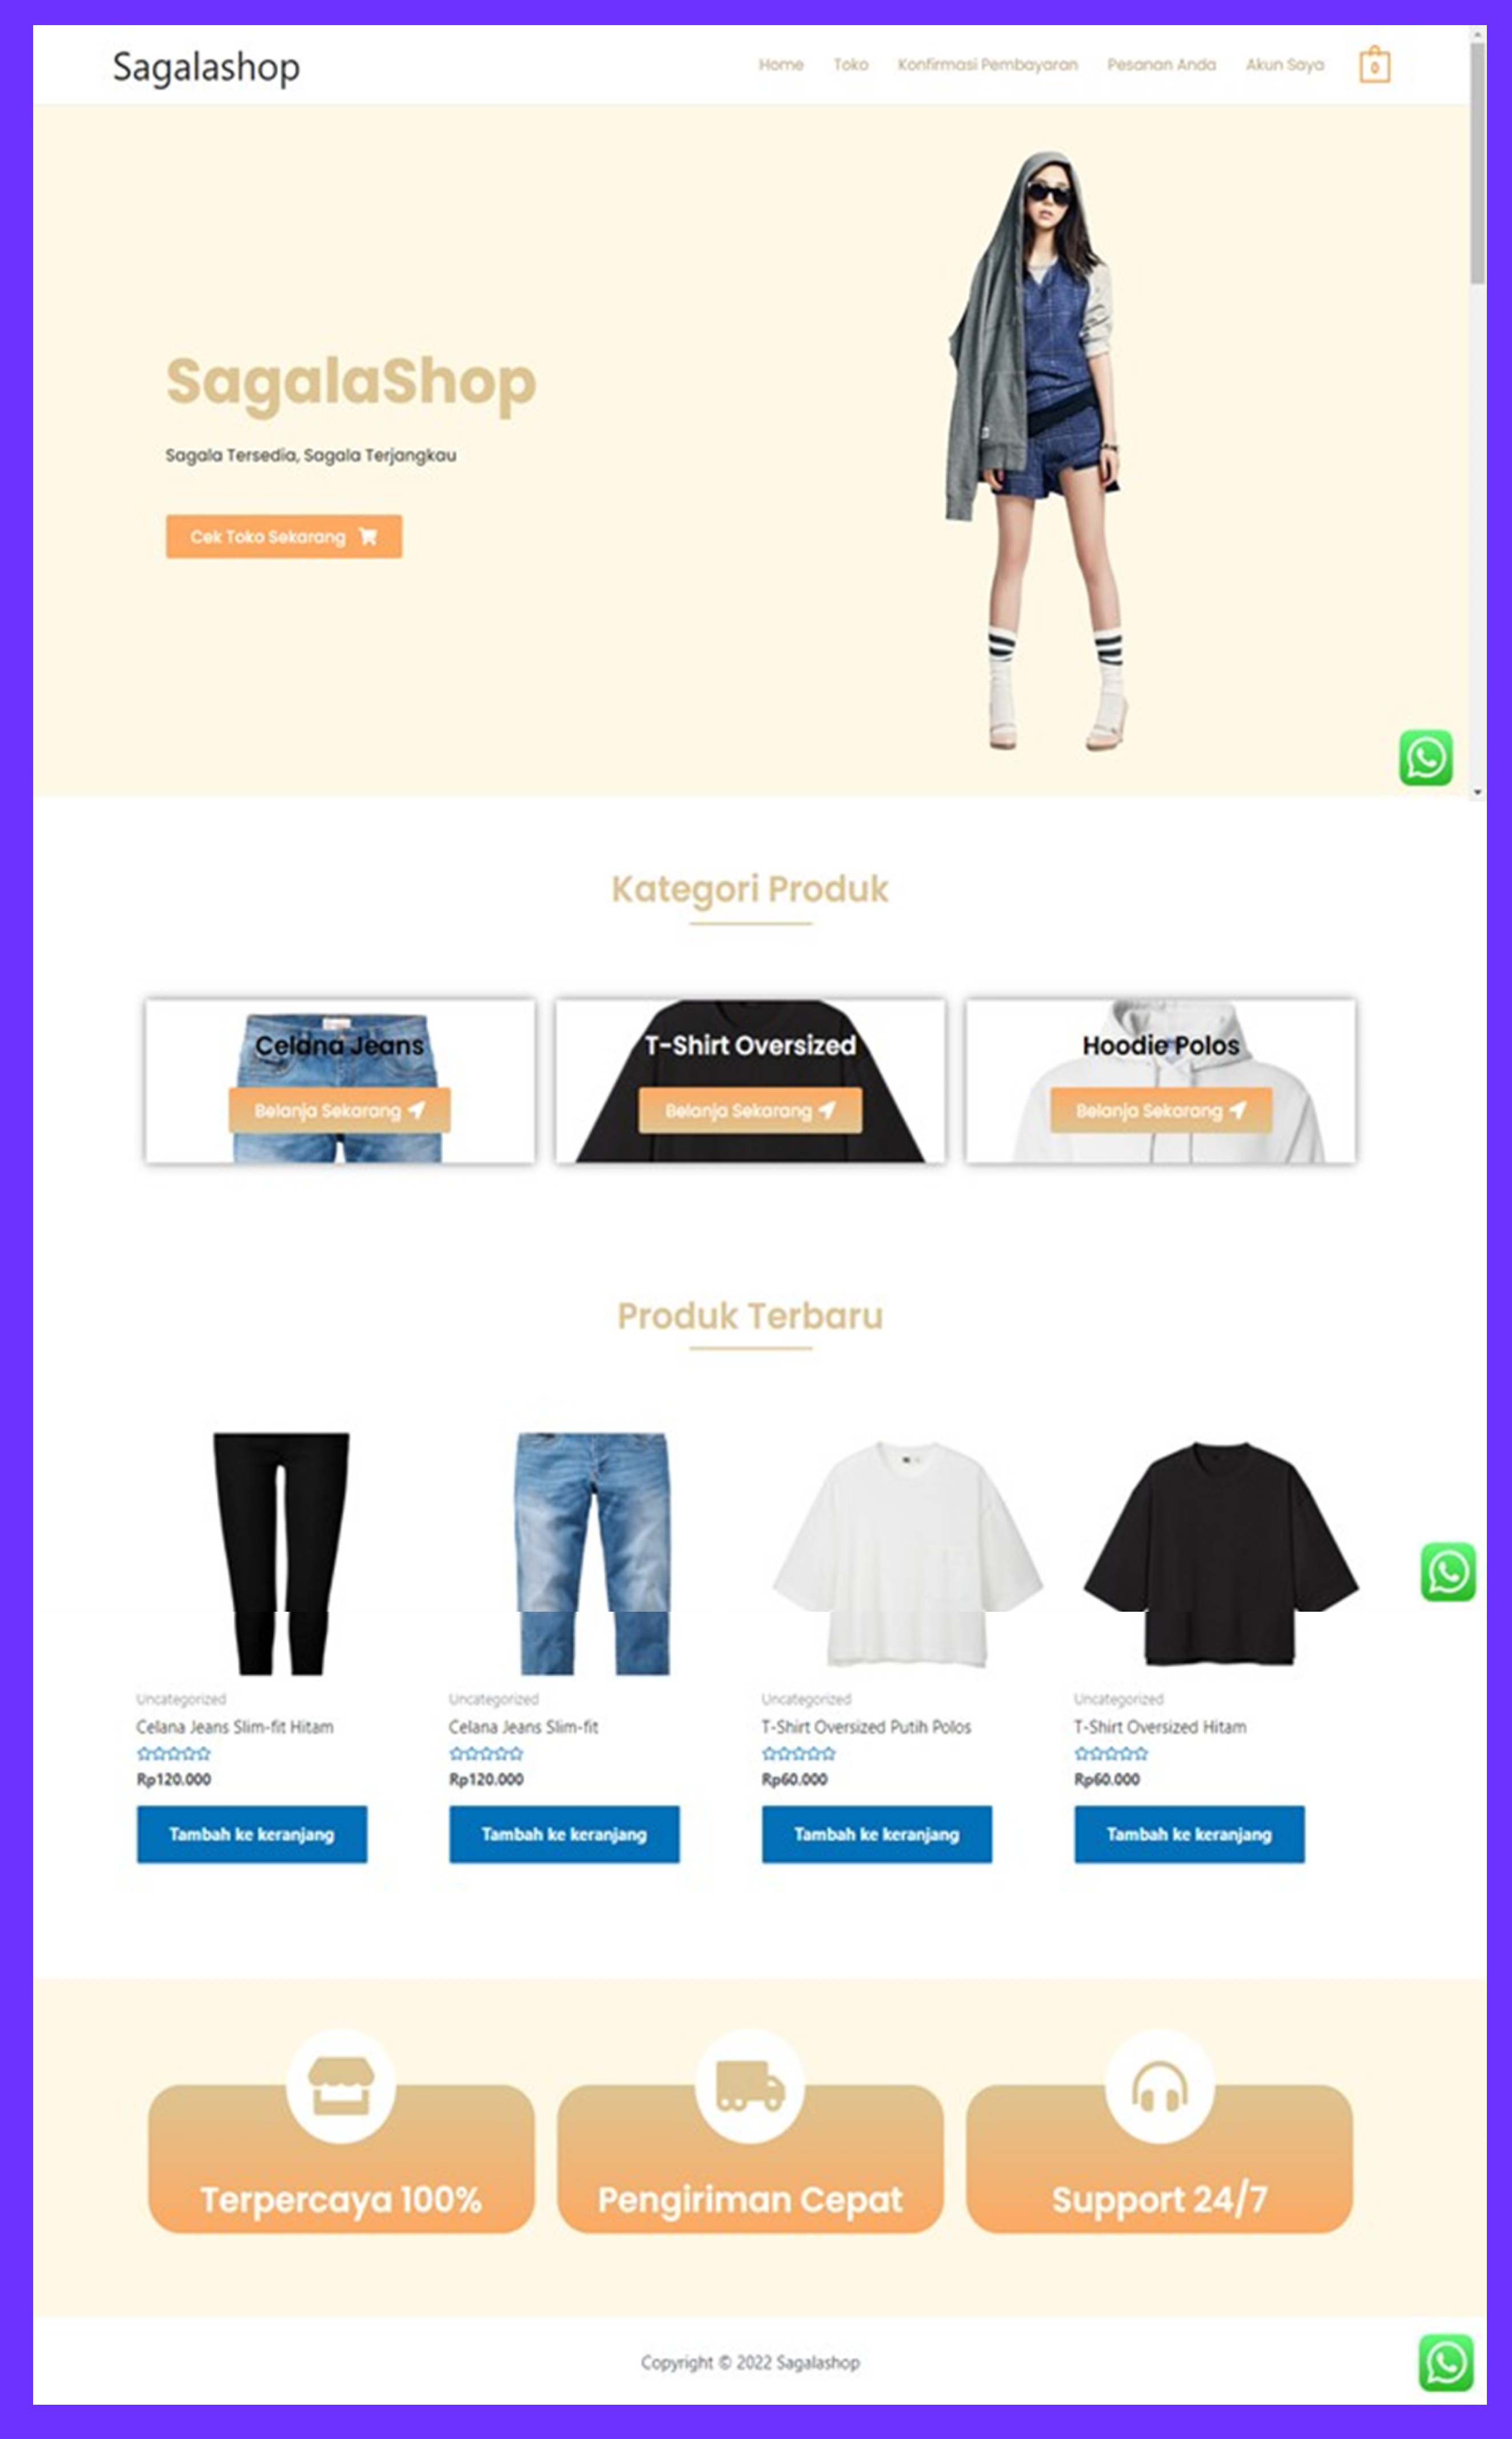 Sagalashop
Home Toko Konfirmasi Pembayaran Pesanan Anda Akun Saya 0
SagalaShop
Sagala Tersedia, Sagala Terjangkau
Cek Toko Sekarang
Kategori Produk
Celana Jeans T-Shirt Oversized Hoodie Polos
Belanja Sekarang Belanja Sekarang Belanja Sekarang
Produk Terbaru
Uncategorized Uncategorized Uncategorized Uncategorized
Celana Jeans Slim-fit Hitam Celana Jeans Slim-fit T-Shirt Oversized Putih Polos T-Shirt Oversized Hitam
Rp120.000 Rp120.000 Rp60.000 Rp60.000
Tambah ke keranjang Tambah ke keranjang Tambah ke keranjang Tambah ke keranjang
Terpercaya 100% Pengiriman Cepat Support 24/7
Copyright © 2022 Sagalashop